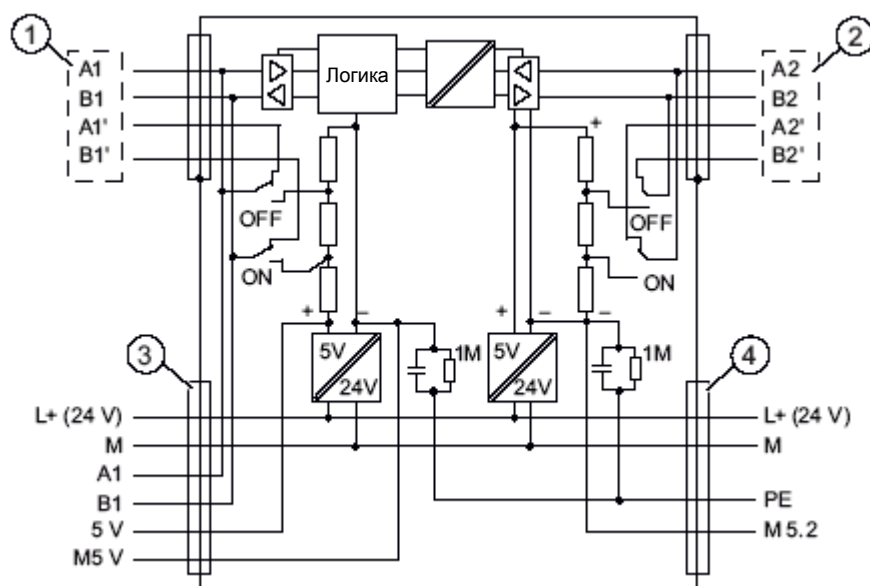 1
2
A1
B1
A1'
B1'
Логика
A2
B2
A2'
B2'
+
OFF
ON
OFF
ON
+
–
+
–
–
3
4
5V
24V
1M
5V
24V
1M
L+ (24 V)
M
A1
B1
5 V
M5 V
L+ (24 V)
M
PE
M 5.2